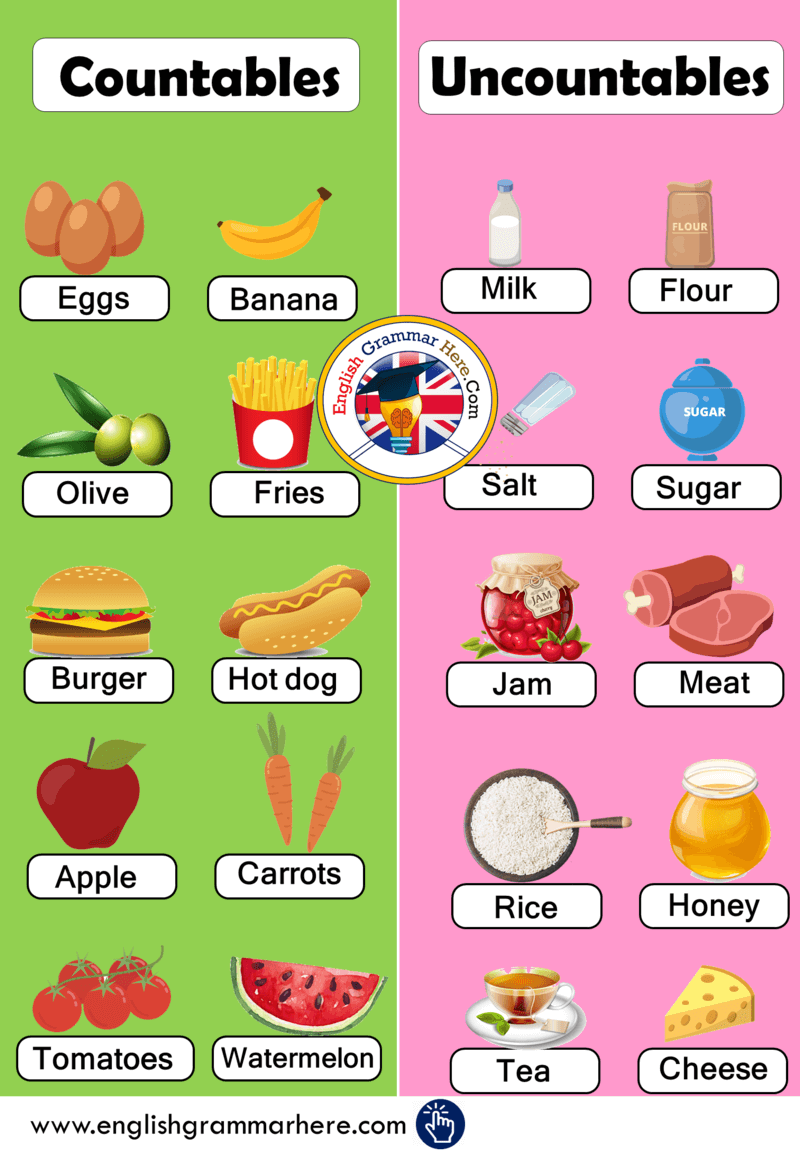 Countables
Uncountables
Eggs
Banana
Milk
FLOUR
Flour
English Grammar Here.Com
Olive
Fries
Salt
SUGAR
Sugar
Burger
Hot dog
JAM
cherry
Jam
Meat
Apple
Carrots
Rice
Honey
Tomatoes
Watermelon
Tea
Cheese
www.englishgrammarhere.com